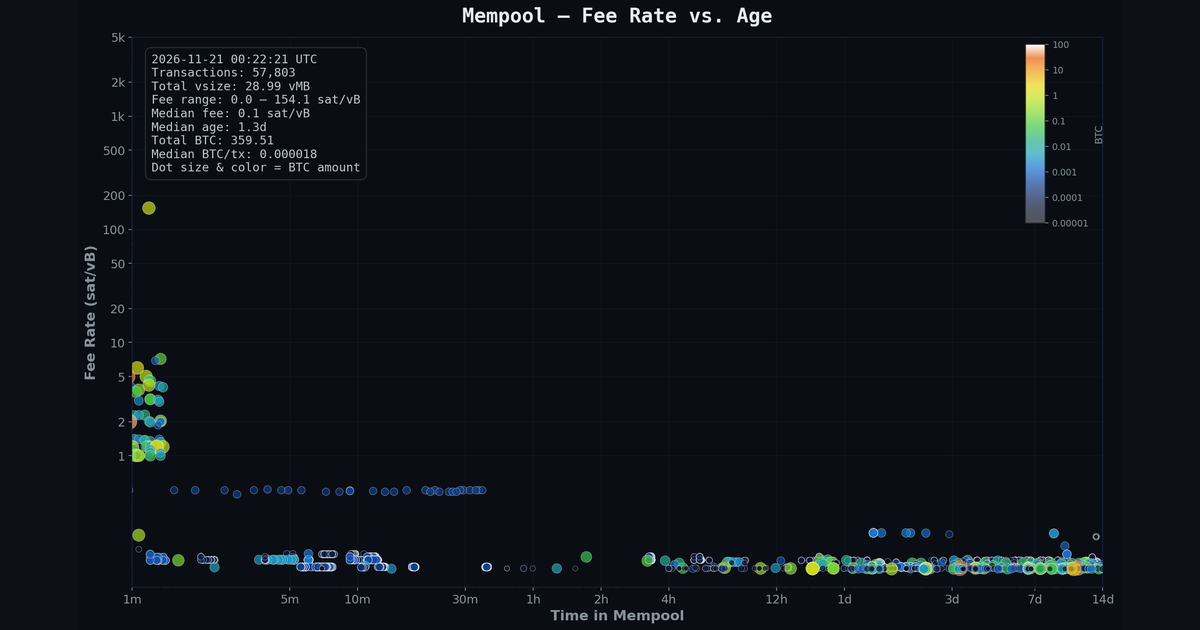 Mempool — Fee Rate vs. Age
2026-11-21 00:22:21 UTC
Transactions: 57,803
Total vsize: 28.99 vMB
Fee range: 0.0 – 154.1 sat/vB
Median fee: 0.1 sat/vB
Median age: 1.3d
Total BTC: 359.51
Median BTC/tx: 0.000018
Dot size & color = BTC amount
100
10
1
0.1
0.01
0.001
0.0001
0.00001
BTC
5k
2k
1k
500
200
100
50
20
10
5
2
1
Fee Rate (sat/vB)
1m 5m 10m 30m 1h 2h 4h 12h 1d 3d 7d 14d
Time in Mempool